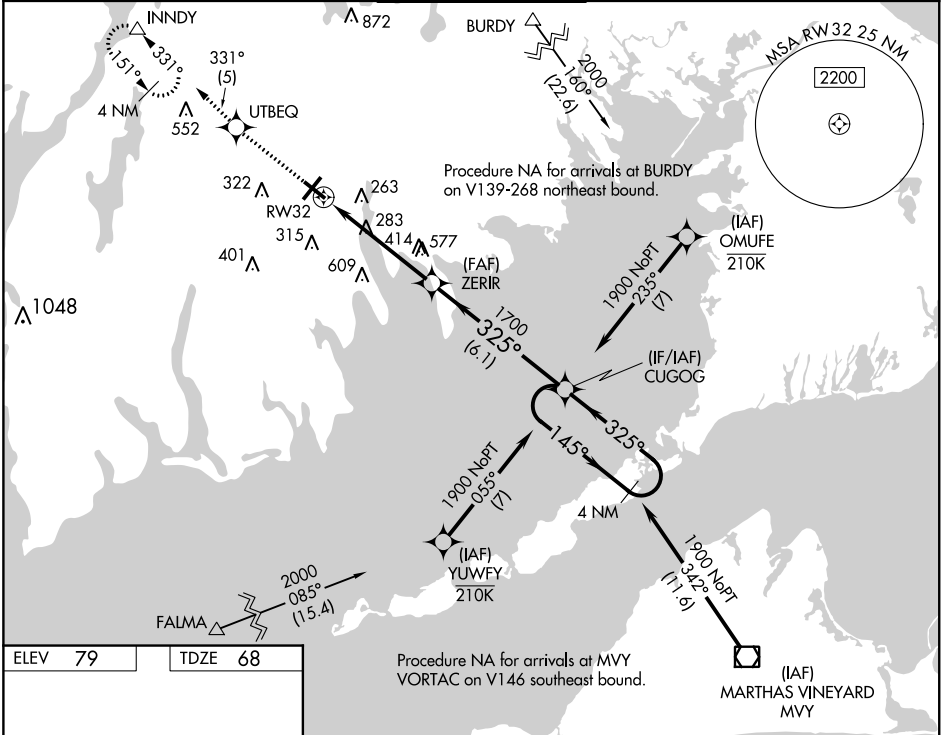 INNDY
872
BURDY
MSA RW32 25 NM
2200
331°
151°
4 NM
331°
(5)
UTBEQ
552
2000
160°
(22.6)
Procedure NA for arrivals at BURDY
on V139-268 northeast bound.
322
263
RW32
283
315
414
577
401
609
(FAF)
ZERIR
(IAF)
OMUFE
210K
1900 NoPT
235°
(7)
1048
1700
325°
(6.1)
(IF/IAF)
CUGOG
325°
145°
4 NM
1900 NoPT
055°
(7)
(IAF)
YUWFY
210K
1900 NoPT
342°
(11.6)
2000
085°
(15.4)
FALMA
ELEV 79
TDZE 68
Procedure NA for arrivals at MVY
VORTAC on V146 southeast bound.
(IAF)
MARTHAS VINEYARD
MVY